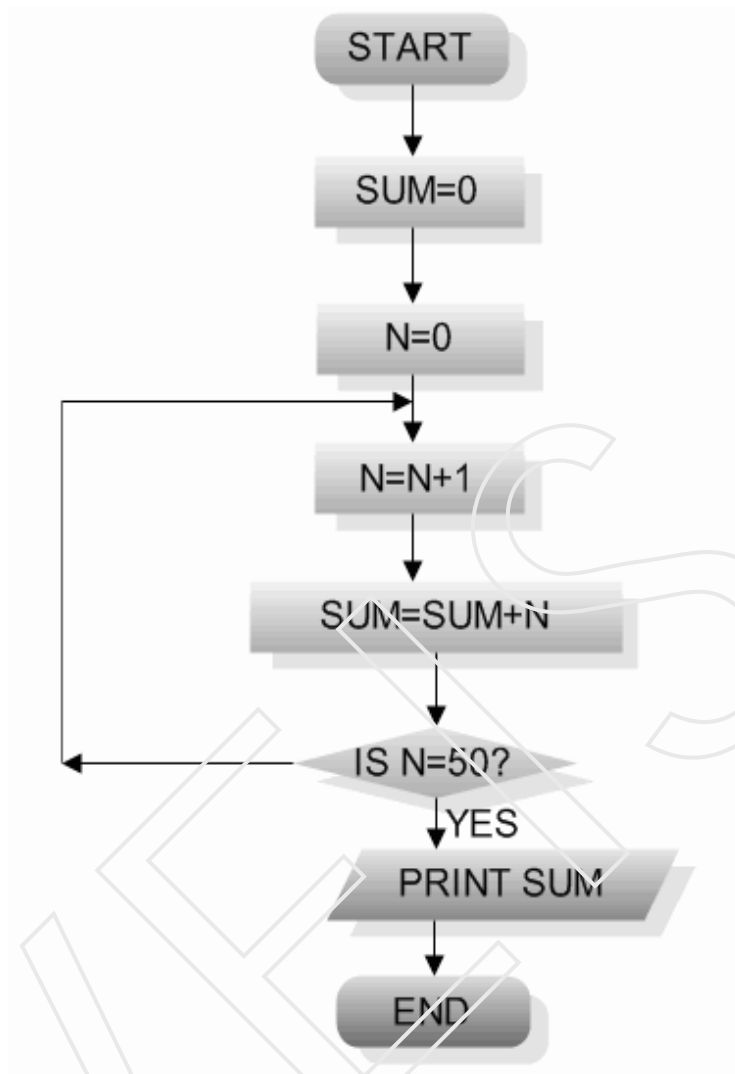 START
SUM=0
N=0
N=N+1
SUM=SUM+N
IS N=50?
YES
PRINT SUM
END